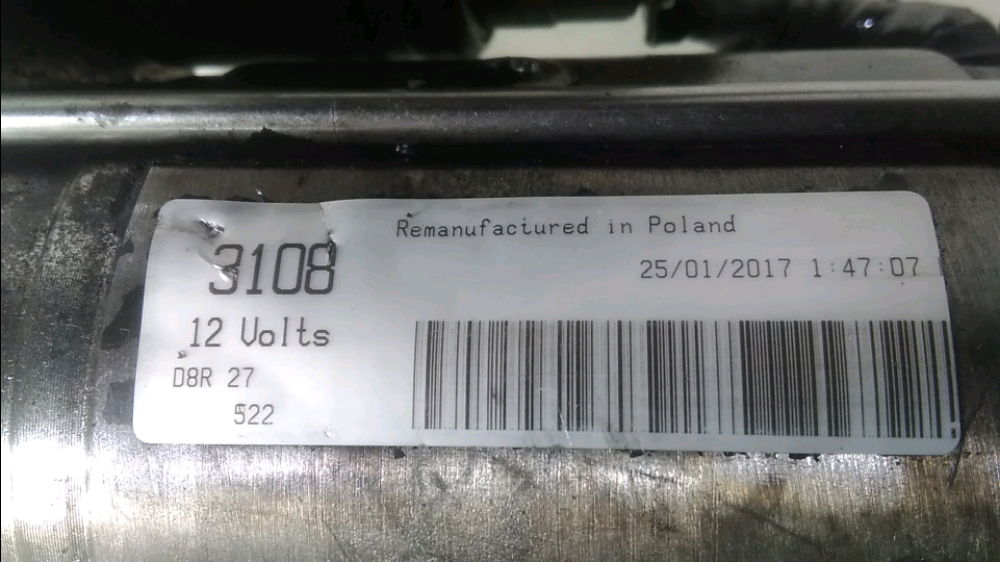 Remanufactured in Poland
3108
25/01/2017 1:47:07
12 Volts
D8R 27
522